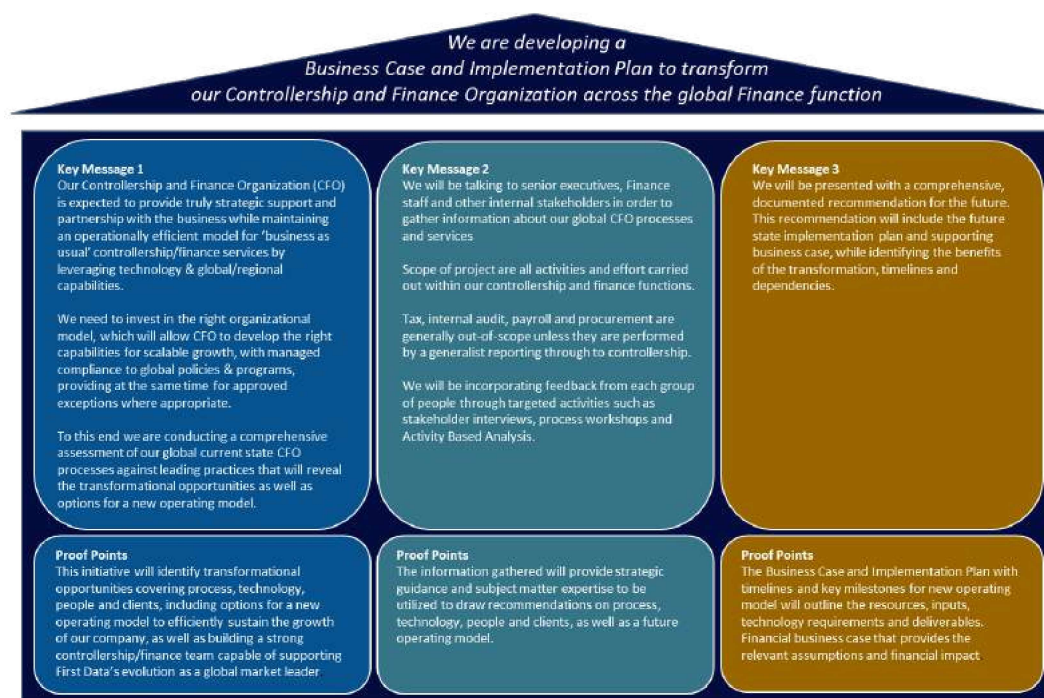 We are developing a
Business Case and Implementation Plan to transform
our Controllership and Finance Organization across the global Finance function
Key Message 1
Our Controllership and Finance Organization (CFO)
is expected to provide truly strategic support and
partnership with the business while maintaining
an operationally efficient model for 'business as
usual' controllership/finance services by
leveraging technology & global/regional
capabilities.
We need to invest in the right organizational
model, which will allow CFO to develop the right
capabilities for scalable growth, with managed
compliance to global policies & programs,
providing at the same time for approved
exceptions where appropriate.
To this end we are conducting a comprehensive
assessment of our global current state CFO
processes against leading practices that will reveal
the transformational opportunities as well as
options for a new operating model.
Key Message 2
We will be talking to senior executives, Finance
staff and other internal stakeholders in order to
gather information about our global CFO processes
and services
Scope of project are all activities and effort carried
out within our controllership and finance functions.
Tax, internal audit, payroll and procurement are
generally out-of-scope unless they are performed
by a generalist reporting through to controllership.
We will be incorporating feedback from each group
of people through targeted activities such as
stakeholder interviews, process workshops and
Activity Based Analysis.
Key Message 3
We will be presented with a comprehensive,
documented recommendation for the future.
This recommendation will include the future
state implementation plan and supporting
business case, while identifying the benefits
of the transformation, timelines and
dependencies.
Proof Points
This initiative will identify transformational
opportunities covering process, technology,
people and clients, including options for a new
operating model to efficiently sustain the growth
of our company, as well as building a strong
controllership/finance team capable of supporting
First Data's evolution as a global market leader
Proof Points
The information gathered will provide strategic
guidance and subject matter expertise to be
utilized to draw recommendations on process,
technology, people and clients, as well as a future
operating model.
Proof Points
The Business Case and Implementation Plan with
timelines and key milestones for new operating
model will outline the resources, inputs,
technology requirements and deliverables.
Financial business case that provides the
relevant assumptions and financial impact